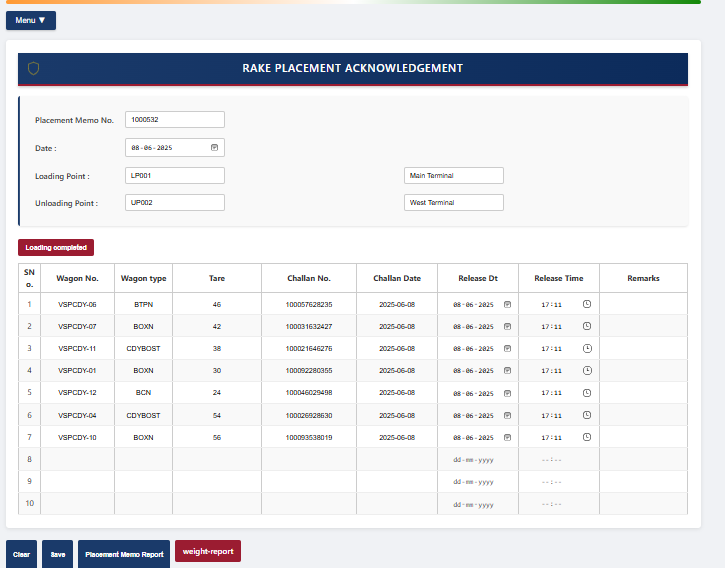 Menu ▼
RAKE PLACEMENT ACKNOWLEDGEMENT
Placement Memo No. 1000532
Date : 08-06-2025
Loading Point : LP001 Main Terminal
Unloading Point : UP002 West Terminal
Loading completed
SNo. Wagon No. Wagon type Tare Challan No. Challan Date Release Dt Release Time Remarks
1 VSPCDY-06 BTPN 46 100057628235 2025-06-08 08-06-2025 17:11
2 VSPCDY-07 BOXN 42 100031632427 2025-06-08 08-06-2025 17:11
3 VSPCDY-11 CDYBOST 38 100021646276 2025-06-08 08-06-2025 17:11
4 VSPCDY-01 BOXN 30 100092280355 2025-06-08 08-06-2025 17:11
5 VSPCDY-12 BCN 24 100046029498 2025-06-08 08-06-2025 17:11
6 VSPCDY-04 CDYBOST 54 100026928630 2025-06-08 08-06-2025 17:11
7 VSPCDY-10 BOXN 56 100093538019 2025-06-08 08-06-2025 17:11
8 dd-mm-yyyy --:--
9 dd-mm-yyyy --:--
10 dd-mm-yyyy --:--
Clear Save Placement Memo Report weight-report